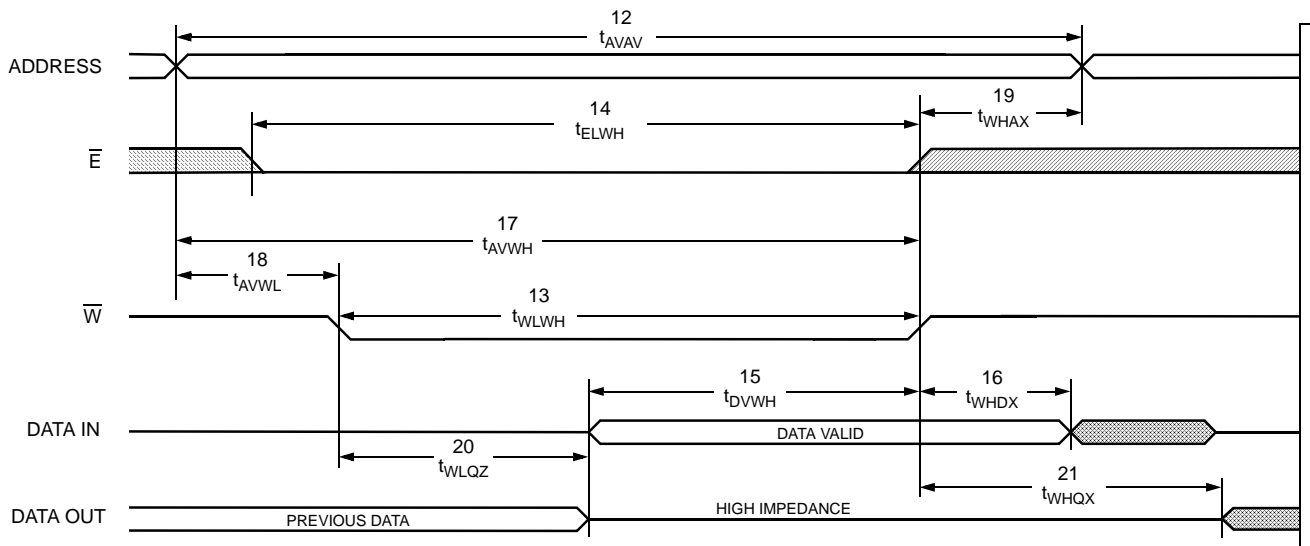 12
tAVAV
ADDRESS
14
tELWH
19
tWHAX
E
17
tAVWH
18
tAVWL
13
tWLWH
W
15
tDVWH
16
tWHDX
DATA IN
DATA VALID
20
tWLQZ
21
tWHQX
DATA OUT
PREVIOUS DATA
HIGH IMPEDANCE